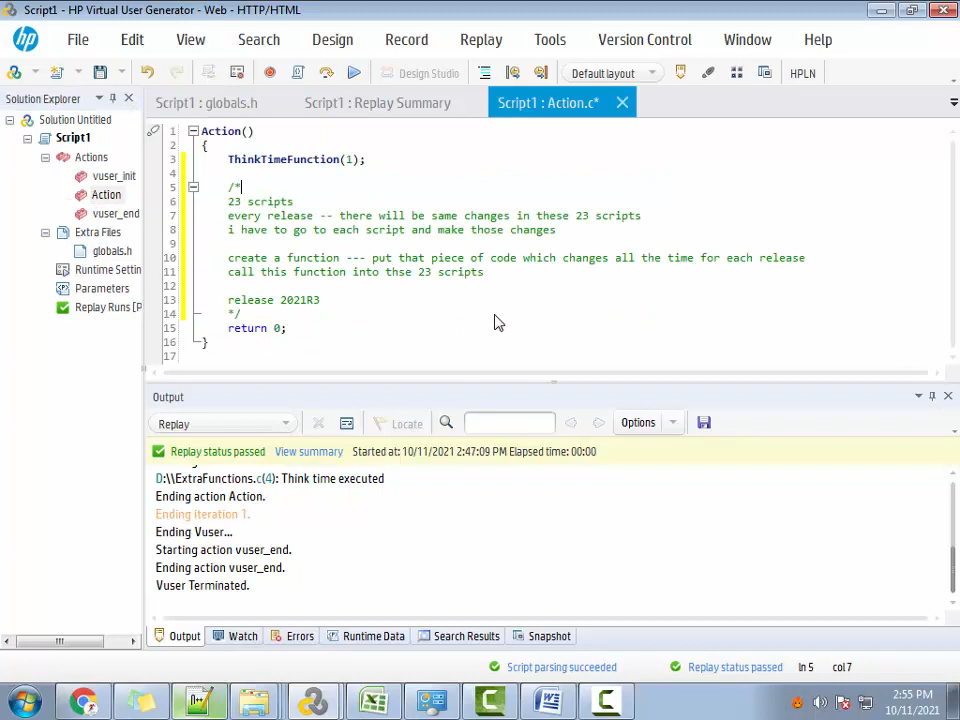 Script1 - HP Virtual User Generator - Web - HTTP/HTML
hp File Edit View Search Design Record Replay Tools Version Control Window Help
Design Studio Default layout HPLN
Solution Explorer
Solution Untitled
Script1
Actions
vuser_init
Action
vuser_end
Extra Files
globals.h
Runtime Settin
Parameters
Replay Runs [P
Script1 : globals.h Script1 : Replay Summary Script1 : Action.c*
1 Action()
2 {
3 ThinkTimeFunction(1);
4
5 /*
6 23 scripts
7 every release -- there will be same changes in these 23 scripts
8 i have to go to each script and make those changes
9
10 create a function --- put that piece of code which changes all the time for each release
11 call this function into thse 23 scripts
12
13 release 2021R3
14 */
15 return 0;
16 }
17
Output
Replay Locate Options
Replay status passed View summary Started at: 10/11/2021 2:47:09 PM Elapsed time: 00:00
D:\\ExtraFunctions.c(4): Think time executed
Ending action Action.
Ending iteration 1.
Ending Vuser...
Starting action vuser_end.
Ending action vuser_end.
Vuser Terminated.
Output Watch Errors Runtime Data Search Results Snapshot
Script parsing succeeded Replay status passed ln 5 col 7
2:55 PM
10/11/2021